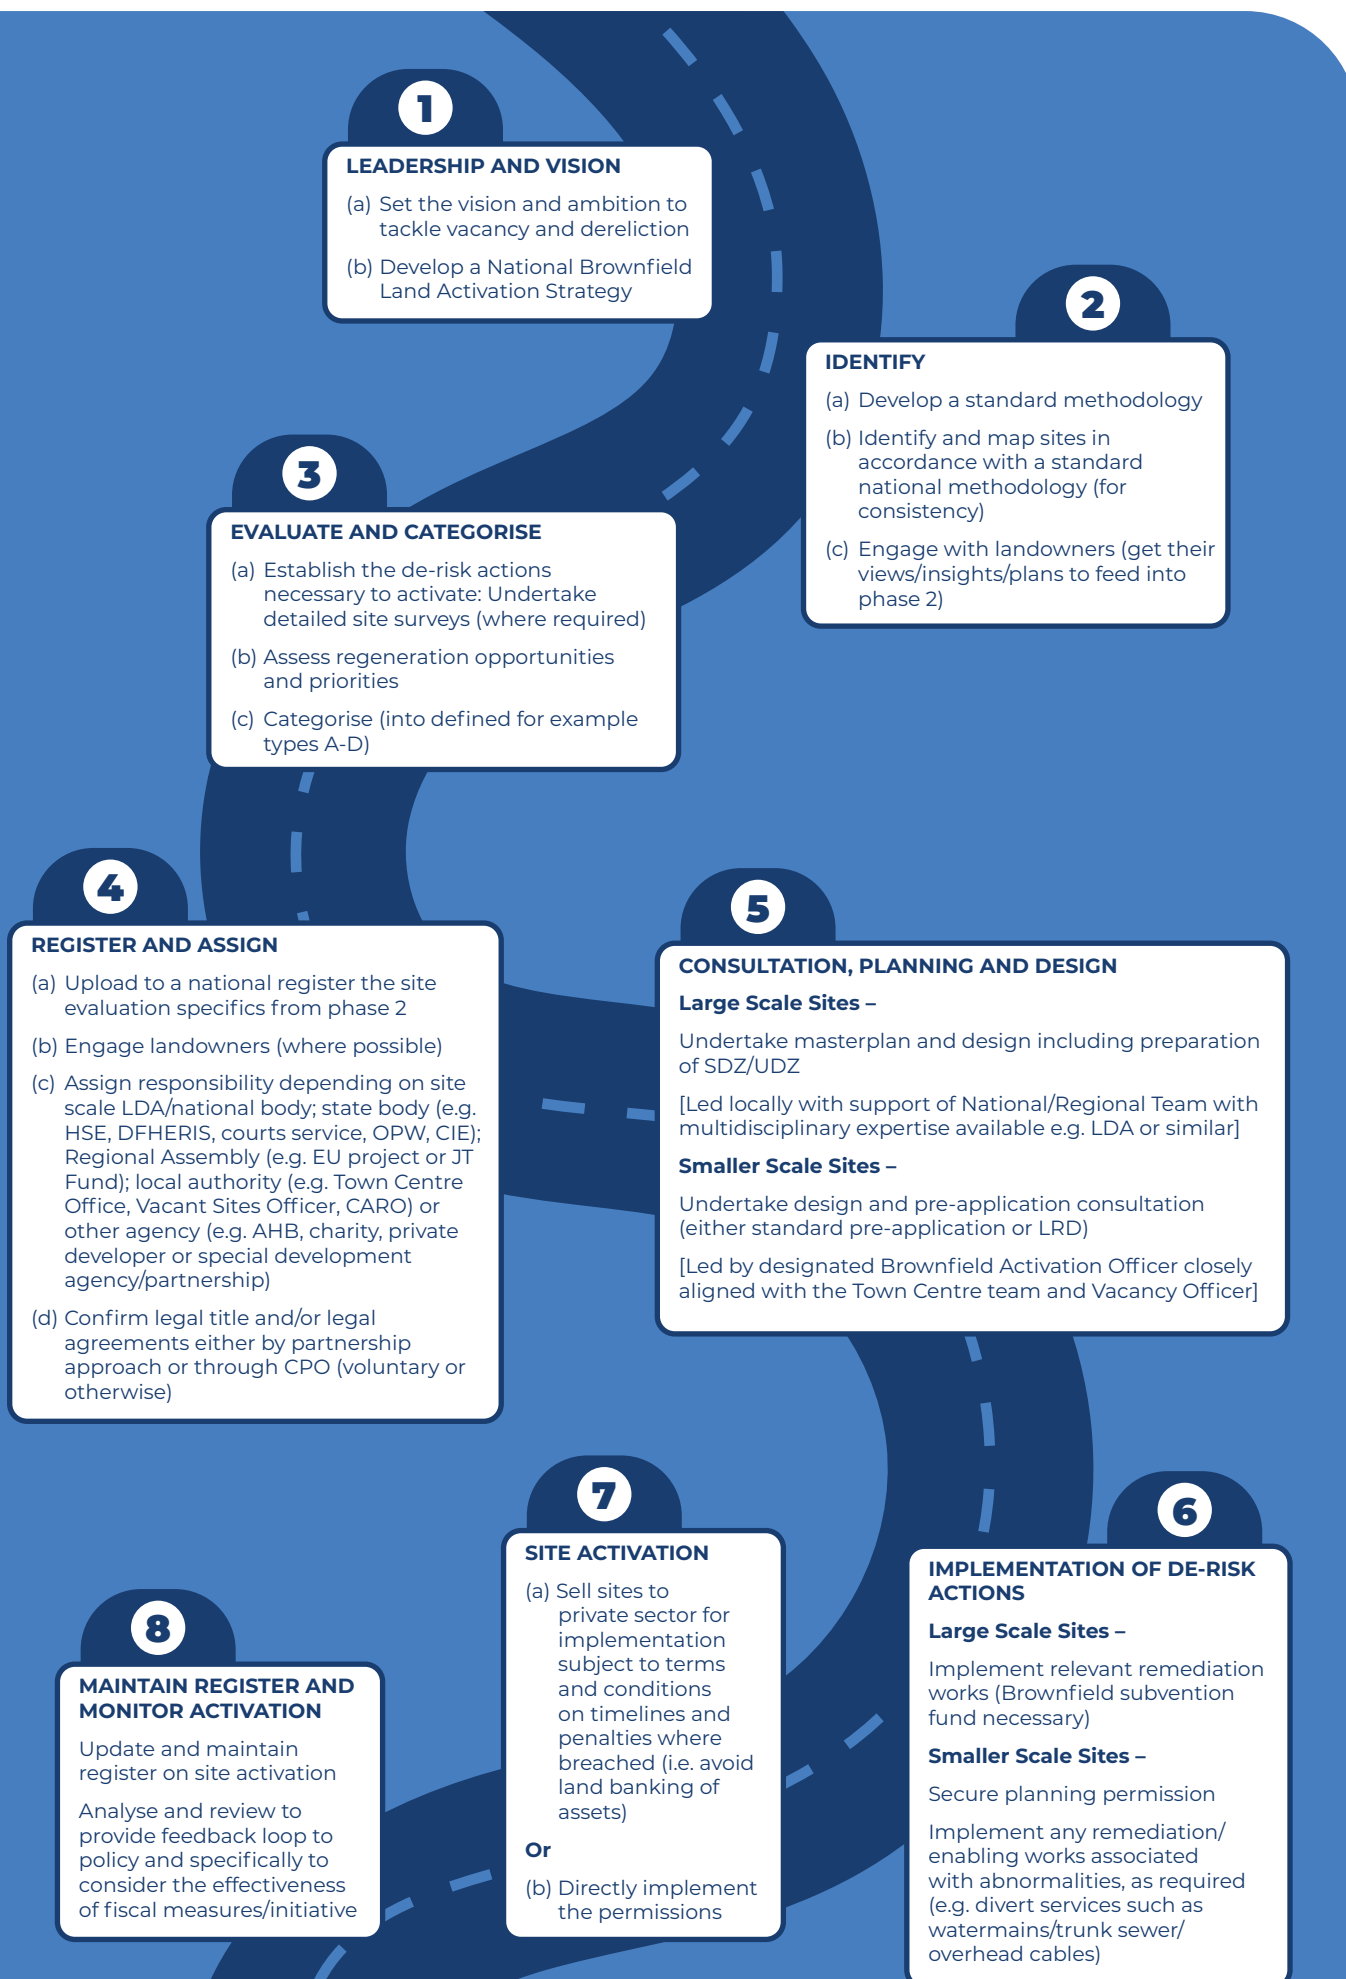 1
LEADERSHIP AND VISION
(a) Set the vision and ambition to
tackle vacancy and dereliction
(b) Develop a National Brownfield
Land Activation Strategy
2
IDENTIFY
(a) Develop a standard methodology
(b) Identify and map sites in
accordance with a standard
national methodology (for
consistency)
(c) Engage with landowners (get their
views/insights/plans to feed into
phase 2)
3
EVALUATE AND CATEGORISE
(a) Establish the de-risk actions
necessary to activate: Undertake
detailed site surveys (where required)
(b) Assess regeneration opportunities
and priorities
(c) Categorise (into defined for example
types A-D)
4
REGISTER AND ASSIGN
(a) Upload to a national register the site
evaluation specifics from phase 2
(b) Engage landowners (where possible)
(c) Assign responsibility depending on site
scale LDA/national body; state body (e.g.
HSE, DFHERIS, courts service, OPW, CIE);
Regional Assembly (e.g. EU project or JT
Fund); local authority (e.g. Town Centre
Office, Vacant Sites Officer, CARO) or
other agency (e.g. AHB, charity, private
developer or special development
agency/partnership)
(d) Confirm legal title and/or legal
agreements either by partnership
approach or through CPO (voluntary or
otherwise)
5
CONSULTATION, PLANNING AND DESIGN
Large Scale Sites –
Undertake masterplan and design including preparation
of SDZ/UDZ
[Led locally with support of National/Regional Team with
multidisciplinary expertise available e.g. LDA or similar]
Smaller Scale Sites –
Undertake design and pre-application consultation
(either standard pre-application or LRD)
[Led by designated Brownfield Activation Officer closely
aligned with the Town Centre team and Vacancy Officer]
6
IMPLEMENTATION OF DE-RISK
ACTIONS
Large Scale Sites –
Implement relevant remediation
works (Brownfield subvention
fund necessary)
Smaller Scale Sites –
Secure planning permission
Implement any remediation/
enabling works associated
with abnormalities, as required
(e.g. divert services such as
watermains/trunk sewer/
overhead cables)
7
SITE ACTIVATION
(a) Sell sites to
private sector for
implementation
subject to terms
and conditions
on timelines and
penalties where
breached (i.e. avoid
land banking of
assets)
Or
(b) Directly implement
the permissions
8
MAINTAIN REGISTER AND
MONITOR ACTIVATION
Update and maintain
register on site activation
Analyse and review to
provide feedback loop to
policy and specifically to
consider the effectiveness
of fiscal measures/initiative